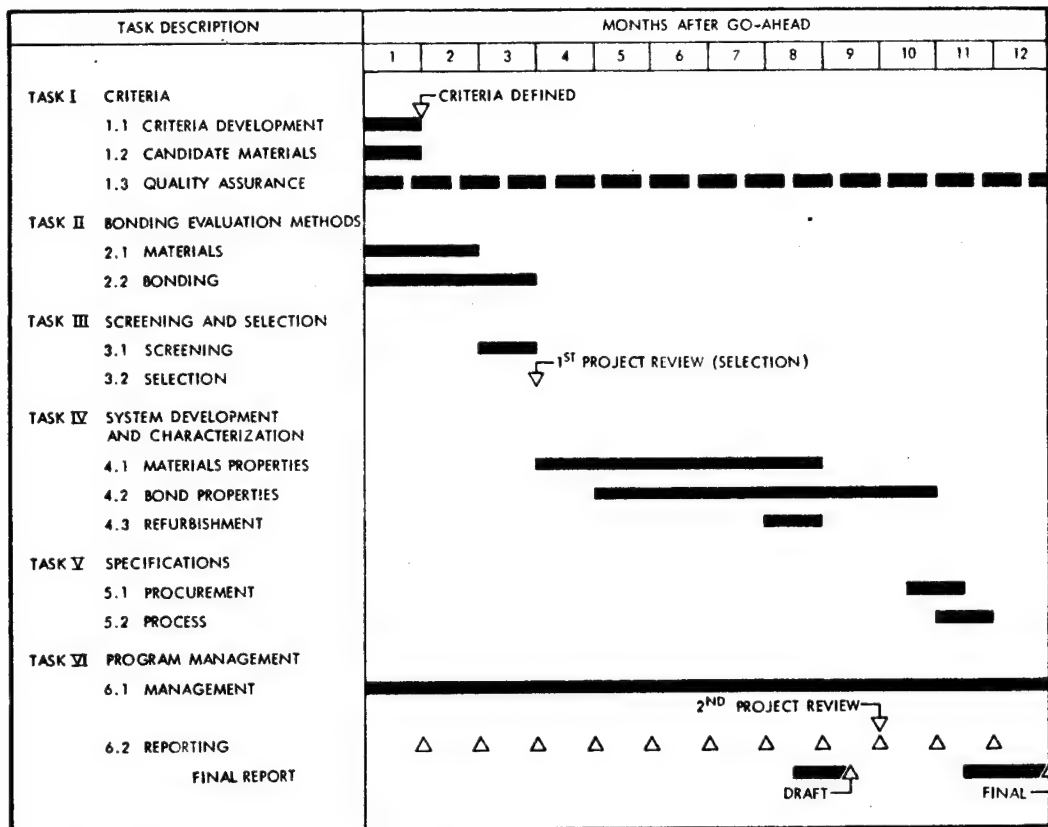 TASK DESCRIPTION
MONTHS AFTER GO-AHEAD
1 2 3 4 5 6 7 8 9 10 11 12
TASK I CRITERIA
CRITERIA DEFINED
1.1 CRITERIA DEVELOPMENT
1.2 CANDIDATE MATERIALS
1.3 QUALITY ASSURANCE
TASK II BONDING EVALUATION METHODS
2.1 MATERIALS
2.2 BONDING
TASK III SCREENING AND SELECTION
3.1 SCREENING
1ST PROJECT REVIEW (SELECTION)
3.2 SELECTION
TASK IV SYSTEM DEVELOPMENT
AND CHARACTERIZATION
4.1 MATERIALS PROPERTIES
4.2 BOND PROPERTIES
4.3 REFURBISHMENT
TASK V SPECIFICATIONS
5.1 PROCUREMENT
5.2 PROCESS
TASK VI PROGRAM MANAGEMENT
6.1 MANAGEMENT
2ND PROJECT REVIEW
6.2 REPORTING
FINAL REPORT
DRAFT
FINAL